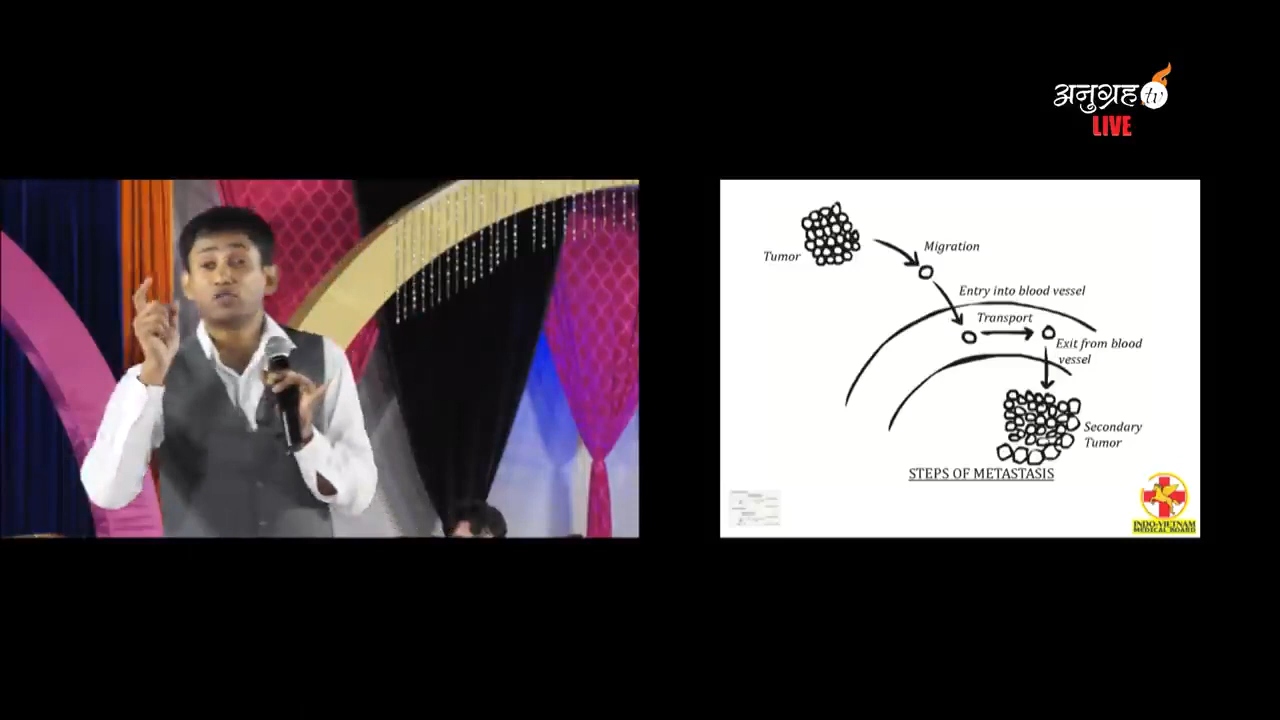 अनुग्रह tv
LIVE
Tumor
Migration
Entry into blood vessel
Transport
Exit from blood
vessel
Secondary
Tumor
STEPS OF METASTASIS
INDO-VIETNAM
MEDICAL BOARD